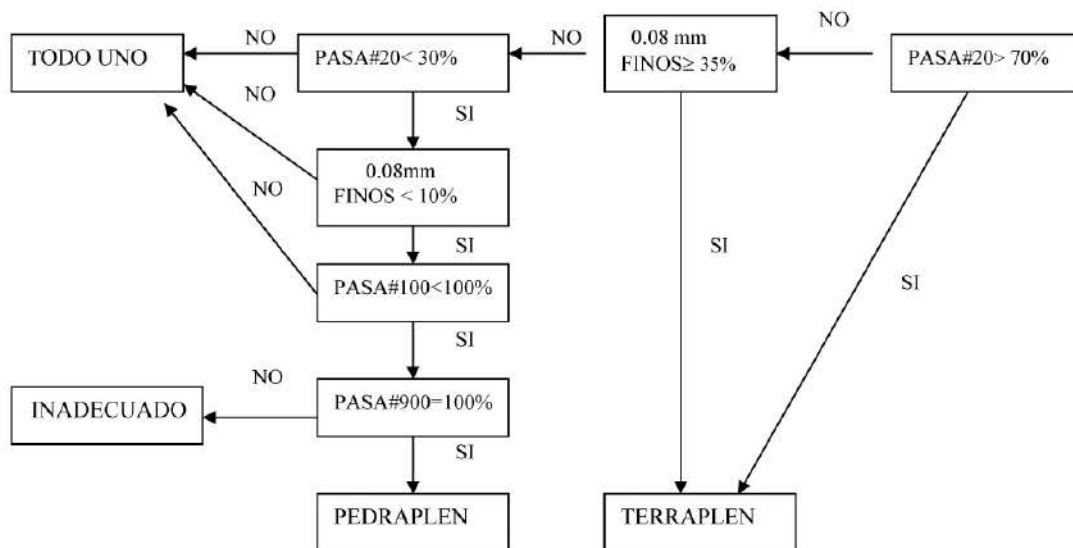 NO
NO
NO
TODO UNO
PASA#20< 30%
0.08 mm
FINOS≥ 35%
PASA#20> 70%
NO
SI
0.08mm
FINOS < 10%
NO
SI
SI
PASA#100<100%
SI
SI
NO
PASA#900=100%
INADECUADO
SI
PEDRAPLEN
TERRAPLEN